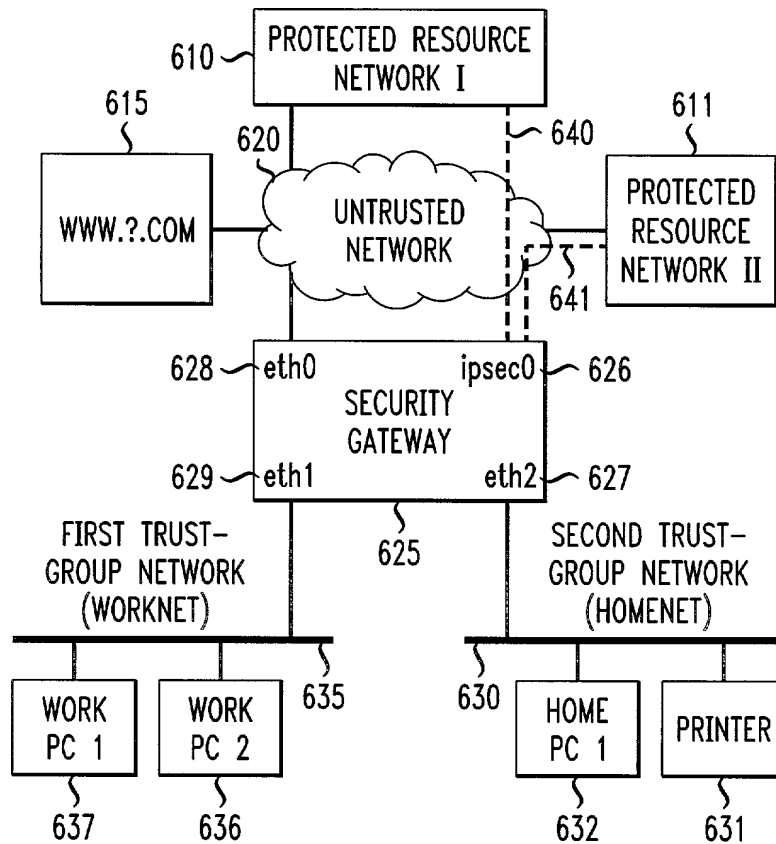 PROTECTED RESOURCE
NETWORK I
610
615
620
640
611
WWW.?.COM
UNTRUSTED
NETWORK
PROTECTED
RESOURCE
NETWORK II
641
628
eth0
ipsec0
626
SECURITY
GATEWAY
629
eth1
eth2
627
625
FIRST TRUST-
GROUP NETWORK
(WORKNET)
SECOND TRUST-
GROUP NETWORK
(HOMENET)
635
630
WORK
PC 1
WORK
PC 2
HOME
PC 1
PRINTER
637
636
632
631